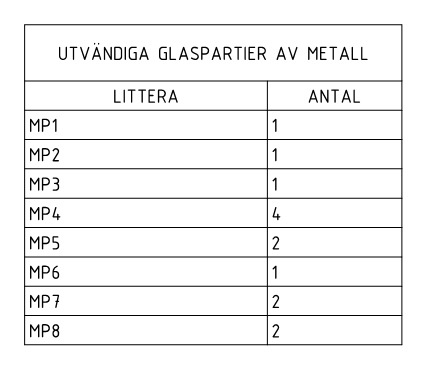 UTVÄNDIGA GLASPARTIER AV METALL
LITTERA ANTAL
MP1 1
MP2 1
MP3 1
MP4 4
MP5 2
MP6 1
MP7 2
MP8 2